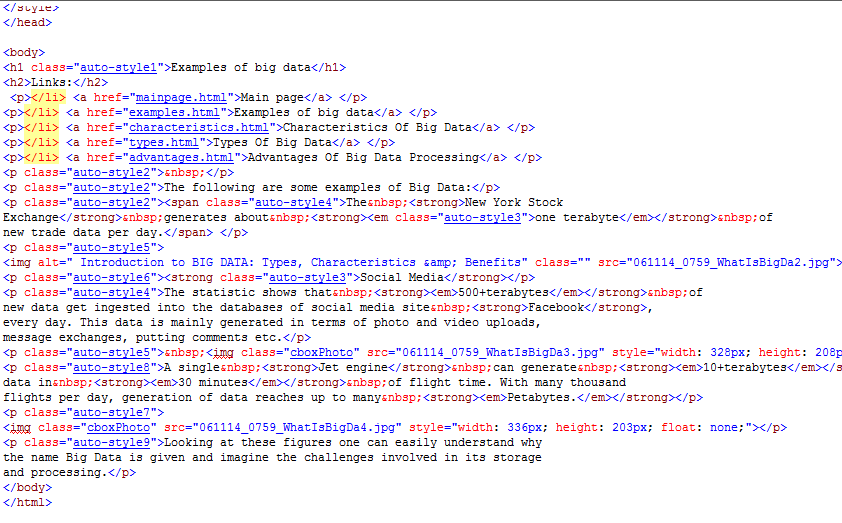 </style>
</head>
<body>
<h1 class="auto-style1">Examples of big data</h1>
<h2>Links:</h2>
<p></li> <a href="mainpage.html">Main page</a> </p>
<p></li> <a href="examples.html">Examples of big data</a> </p>
<p></li> <a href="characteristics.html">Characteristics Of Big Data</a> </p>
<p></li> <a href="types.html">Types Of Big Data</a> </p>
<p></li> <a href="advantages.html">Advantages Of Big Data Processing</a> </p>
<p class="auto-style2">&nbsp;</p>
<p class="auto-style2">The following are some examples of Big Data:</p>
<p class="auto-style2"><span class="auto-style4">The&nbsp;<strong>New York Stock
Exchange</strong>&nbsp;generates about&nbsp;<strong><em class="auto-style3">one terabyte</em></strong>&nbsp;of
new trade data per day.</span> </p>
<p class="auto-style5">
<img alt=" Introduction to BIG DATA: Types, Characteristics &amp; Benefits" class="" src="061114_0759_WhatIsBigDa2.jpg">
<p class="auto-style6"><strong class="auto-style3">Social Media</strong></p>
<p class="auto-style4">The statistic shows that&nbsp;<strong><em>500+terabytes</em></strong>&nbsp;of
new data get ingested into the databases of social media site&nbsp;<strong>Facebook</strong>,
every day. This data is mainly generated in terms of photo and video uploads,
message exchanges, putting comments etc.</p>
<p class="auto-style5">&nbsp;<img class="cboxPhoto" src="061114_0759_WhatIsBigDa3.jpg" style="width: 328px; height: 208p
<p class="auto-style8">A single&nbsp;<strong>Jet engine</strong>&nbsp;can generate&nbsp;<strong><em>10+terabytes</em></s
data in&nbsp;<strong><em>30 minutes</em></strong>&nbsp;of flight time. With many thousand
flights per day, generation of data reaches up to many&nbsp;<strong><em>Petabytes.</em></strong></p>
<p class="auto-style7">
<img class="cboxPhoto" src="061114_0759_WhatIsBigDa4.jpg" style="width: 336px; height: 203px; float: none;"></p>
<p class="auto-style9">Looking at these figures one can easily understand why
the name Big Data is given and imagine the challenges involved in its storage
and processing.</p>
</body>
</html>